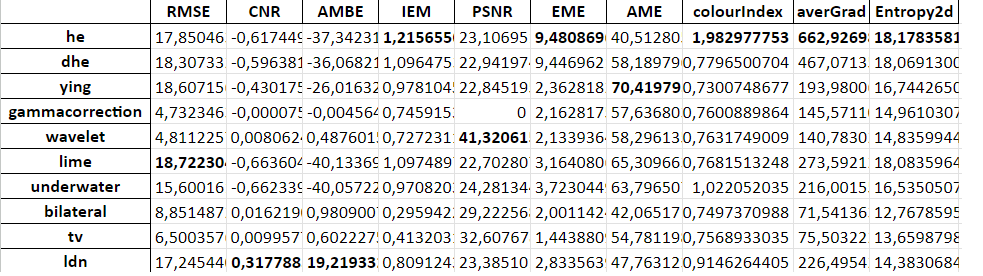 RMSE CNR AMBE IEM PSNR EME AME colourIndex averGrad Entropy2d
he 17,85046 -0,617449 -37,34231 1,215655 23,10695 9,480869 40,51280 1,982977753 662,9269 18,1783581
dhe 18,30733 -0,596381 -36,06821 1,096475 22,941974 9,446962 58,189790 0,7796500704 467,0713 18,0691300
ying 18,60715 -0,430175 -26,01632 0,978104 22,84519 2,362818 70,41979 0,7300748677 193,9800 16,7442650
gammacorrection 4,732346 -0,000075 -0,004564 0,745915 0 2,162817 57,63680 0,7600889864 145,5711 14,9610307
wavelet 4,811225 0,008062 0,487601 0,727231 41,32061 2,133936 58,29613 0,7631749009 140,7830 14,8359944
lime 18,72230 -0,663604 -40,13369 1,097489 22,70280 3,164080 65,30966 0,7681513248 273,5921 18,0835964
underwater 15,60016 -0,662339 -40,05722 0,970820 24,281344 3,723044 63,79650 1,022052035 216,0015 16,5350507
bilateral 8,851487 0,016219 0,980900 0,295942 29,22256 2,001142 42,06517 0,7497370988 71,54136 12,7678595
tv 6,500357 0,009957 0,602227 0,413203 32,60767 1,443880 54,78119 0,7568933035 75,50322 13,6598798
ldn 17,24544 0,317788 19,21933 0,809124 23,38510 2,833563 47,76312 0,9146264405 226,4954 14,3830684